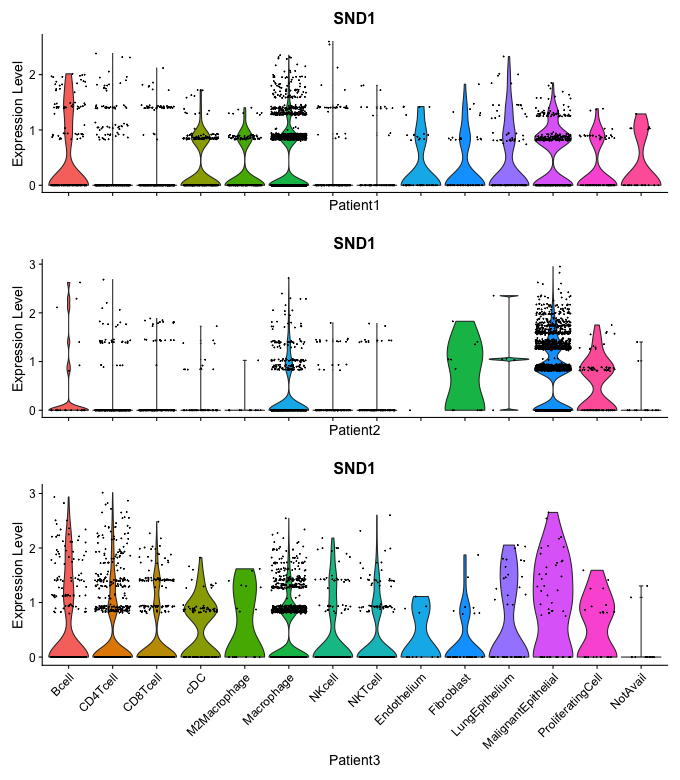 SND1
Expression Level
2
1
0
Patient1
SND1
Expression Level
3
2
1
0
Patient2
SND1
Expression Level
3
2
1
0
Bcell
CD4Tcell
CD8Tcell
cDC
M2Macrophage
Macrophage
NKcell
NKTcell
Endothelium
Fibroblast
LungEpithelium
MalignantEpithelial
ProliferatingCell
NotAvail
Patient3